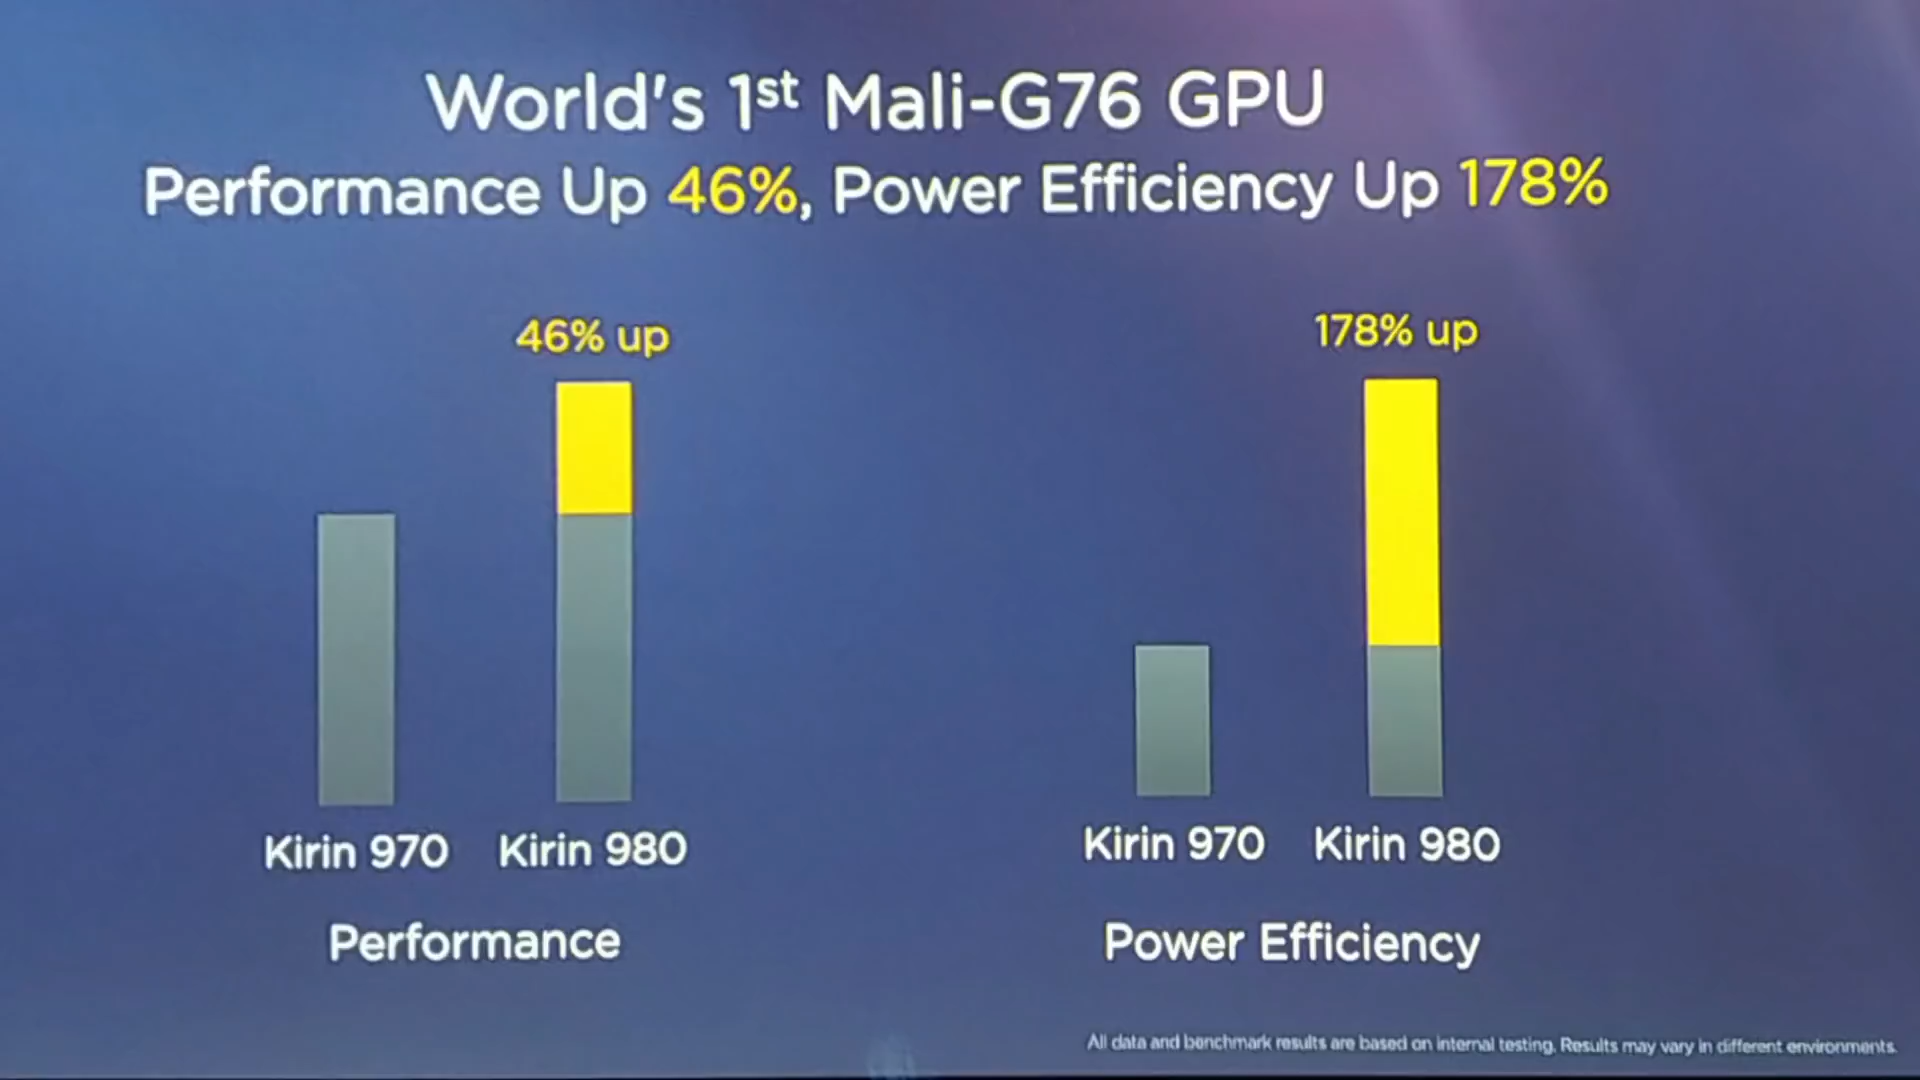 World's 1st Mali-G76 GPU
Performance Up 46%, Power Efficiency Up 178%
46% up
178% up
Kirin 970
Kirin 980
Kirin 970
Kirin 980
Performance
Power Efficiency
All data and benchmark results are based on internal testing. Results may vary in different environments.